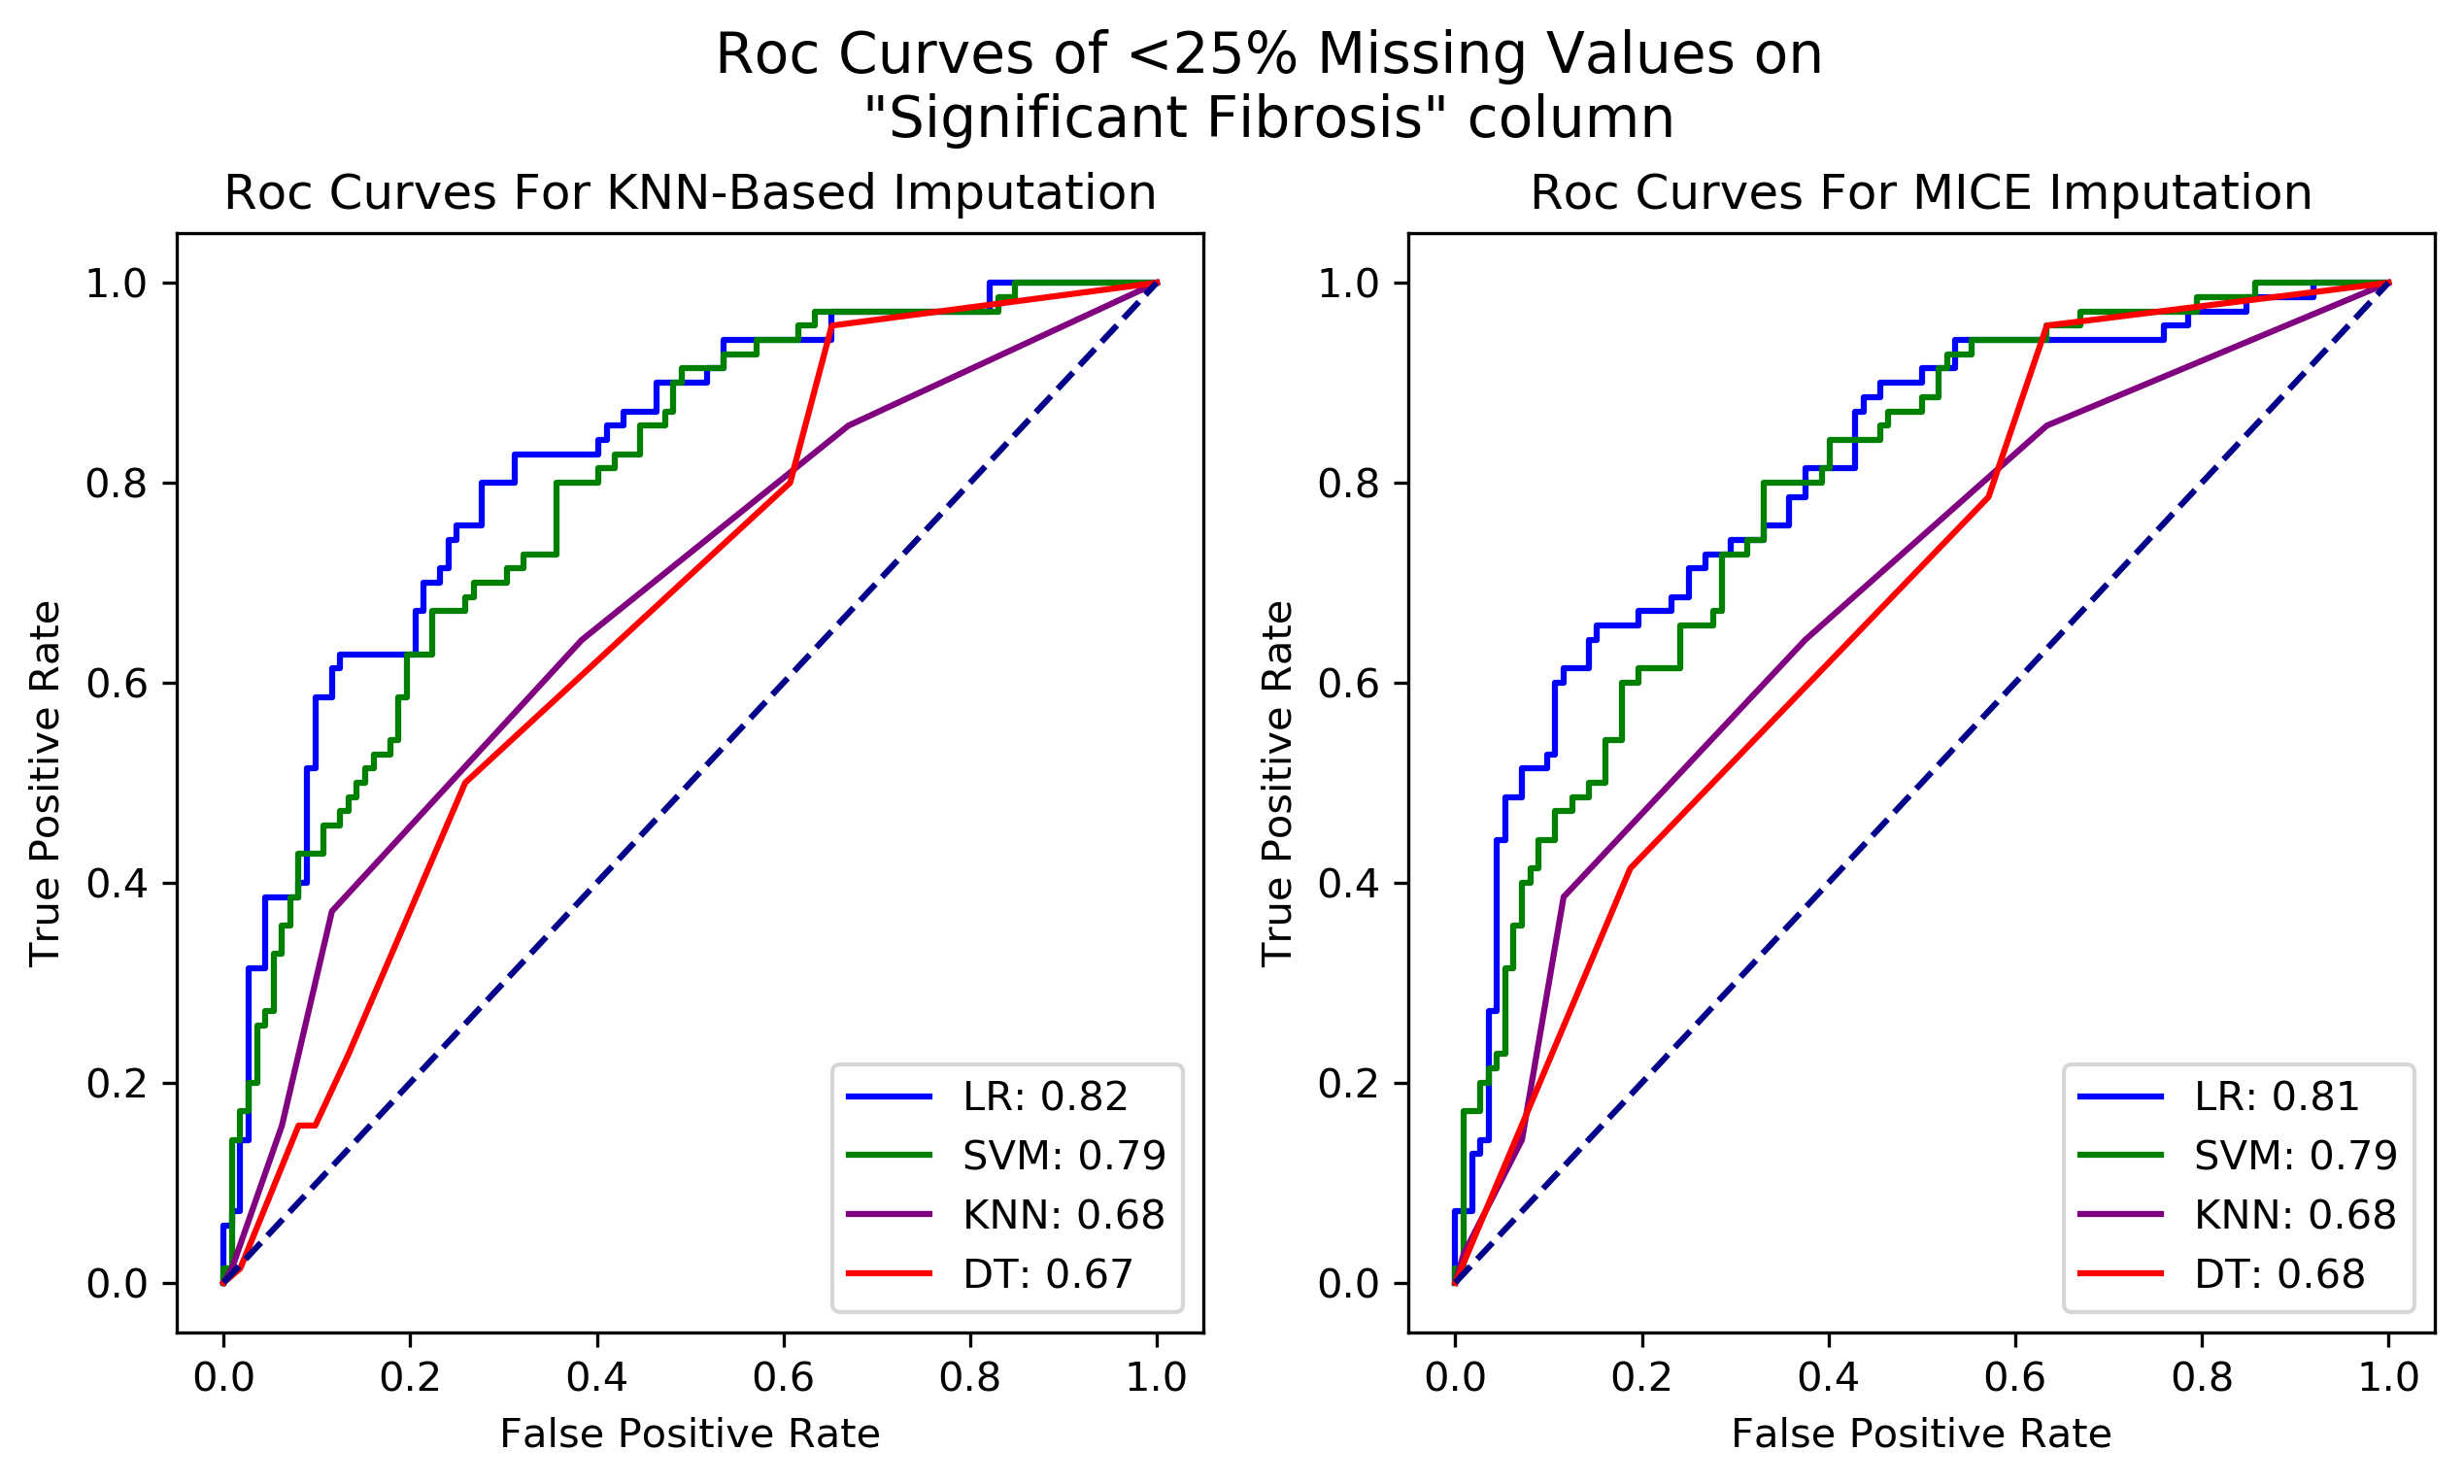 Roc Curves of <25% Missing Values on
"Significant Fibrosis" column
Roc Curves For KNN-Based Imputation
True Positive Rate
1.0
0.8
0.6
0.4
0.2
0.0
LR: 0.82
SVM: 0.79
KNN: 0.68
DT: 0.67
0.0 0.2 0.4 0.6 0.8 1.0
False Positive Rate
Roc Curves For MICE Imputation
True Positive Rate
1.0
0.8
0.6
0.4
0.2
0.0
LR: 0.81
SVM: 0.79
KNN: 0.68
DT: 0.68
0.0 0.2 0.4 0.6 0.8 1.0
False Positive Rate